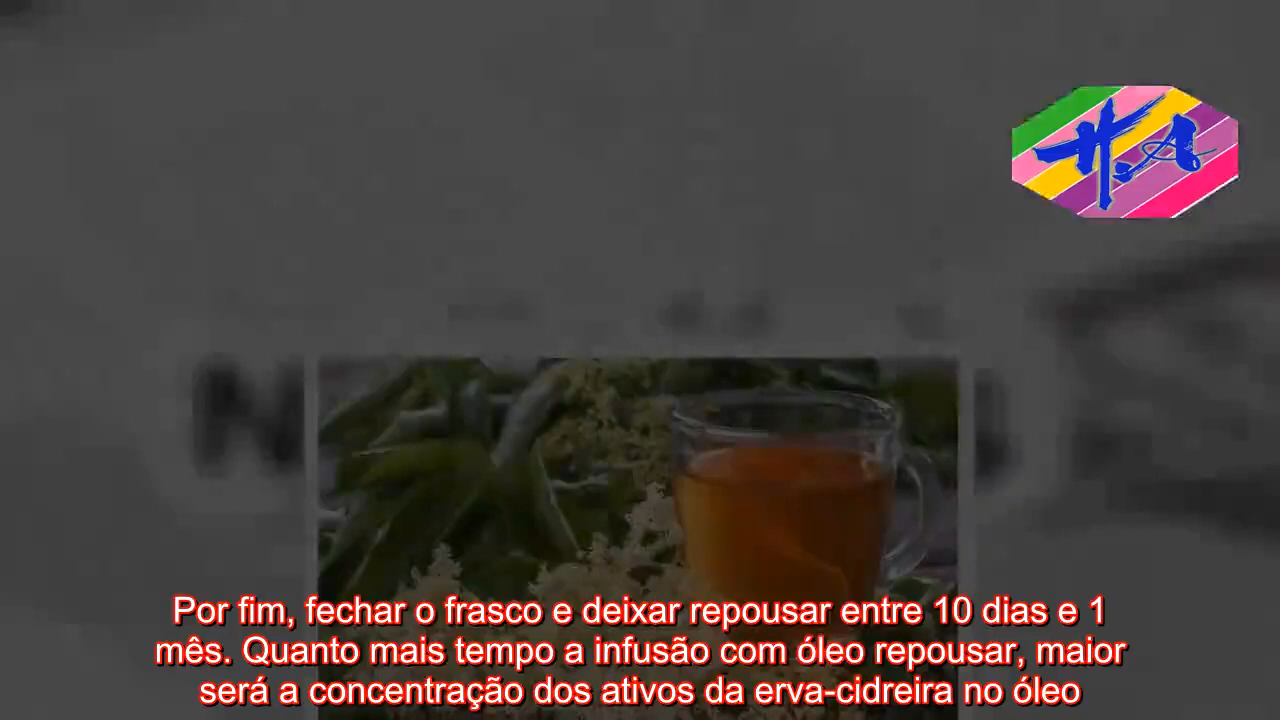 H.A
Por fim, fechar o frasco e deixar repousar entre 10 dias e 1
mês. Quanto mais tempo a infusão com óleo repousar, maior
será a concentração dos ativos da erva-cidreira no óleo